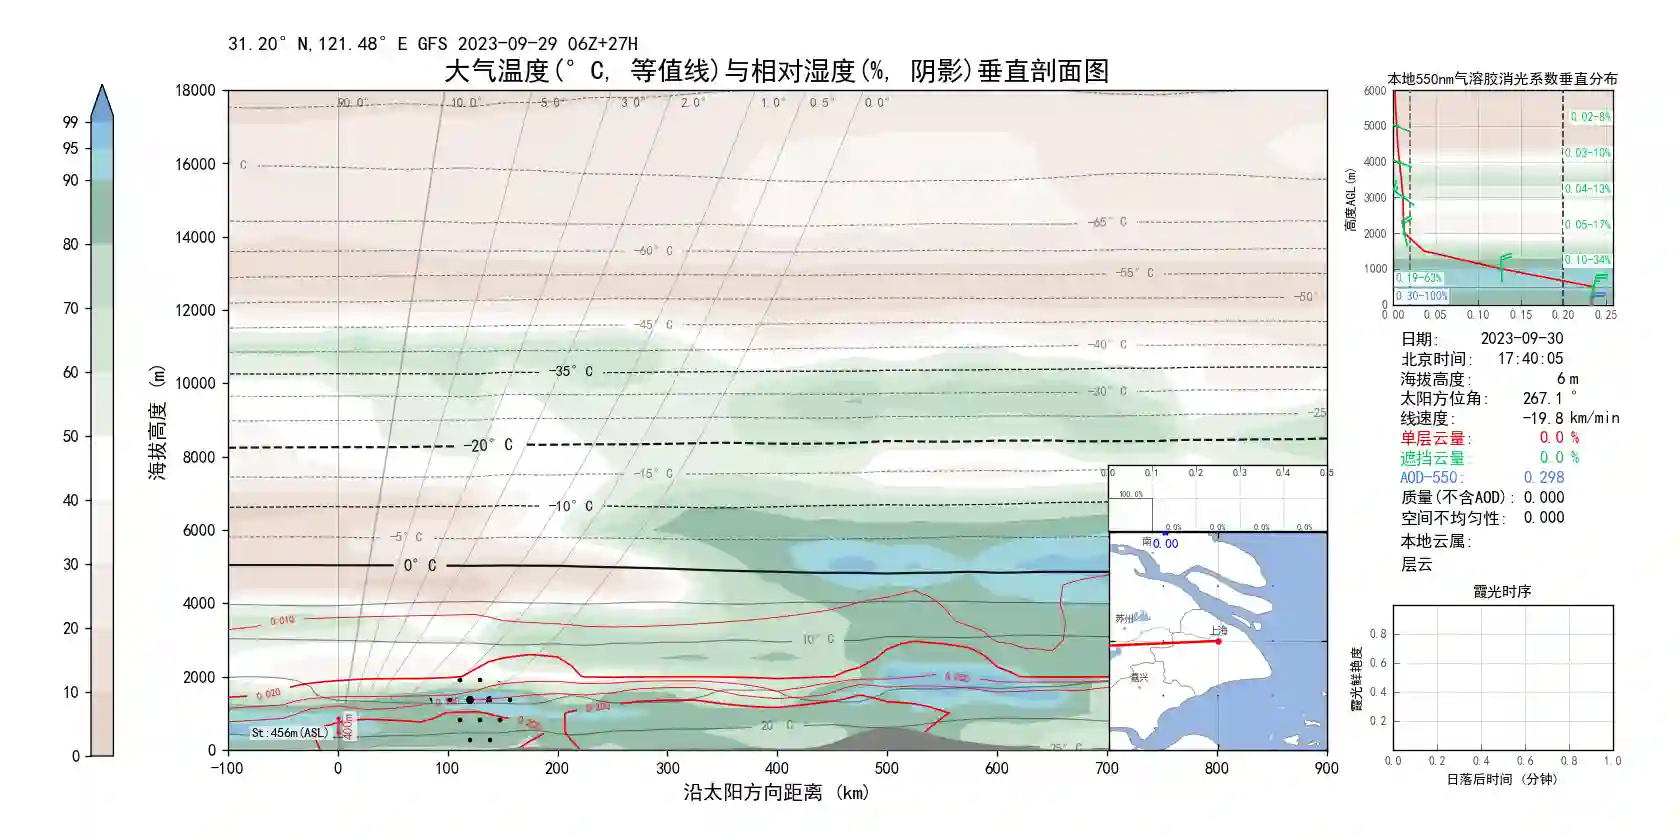 31.20° N,121.48° E GFS 2023-09-29 06Z+27H
大气温度(° C, 等值线)与相对湿度(%, 阴影)垂直剖面图
99
95
90
80
70
60
50
40
30
20
10
0
海拔高度 (m)
18000
16000
14000
12000
10000
8000
6000
4000
2000
0
10.0° 5.0° 3.0° 2.0° 1.0° 0.5° 0.0°
C
-65° C
-60° C
-55° C
-50°
-45° C
-40° C
-35° C
-30° C
-25
-20° C
-15° C
-10° C
-5° C
0° C
10° C
20° C
25° C
0.010
0.020
0.200
St:456m(ASL)
400m
-100 0 100 200 300 400 500 600 700 800 900
沿太阳方向距离 (km)
0.0 0.1 0.2 0.3 0.4 0.5
100.0%
0.0% 0.0% 0.0% 0.0%
南
0.00
苏州
上海
嘉兴
本地550nm气溶胶消光系数垂直分布
高度AGL(m)
6000
5000
4000
3000
2000
1000
0
0.02-8%
0.03-10%
0.04-13%
0.05-17%
0.10-34%
0.19-63%
0.30-100%
0.00 0.05 0.10 0.15 0.20 0.25
日期: 2023-09-30
北京时间: 17:40:05
海拔高度: 6 m
太阳方位角: 267.1 °
线速度: -19.8 km/min
单层云量: 0.0 %
遮挡云量: 0.0 %
AOD-550: 0.298
质量(不含AOD): 0.000
空间不均匀性: 0.000
本地云属:
层云
霞光时序
霞光鲜艳度
0.8
0.6
0.4
0.2
0.0 0.2 0.4 0.6 0.8 1.0
日落后时间 (分钟)